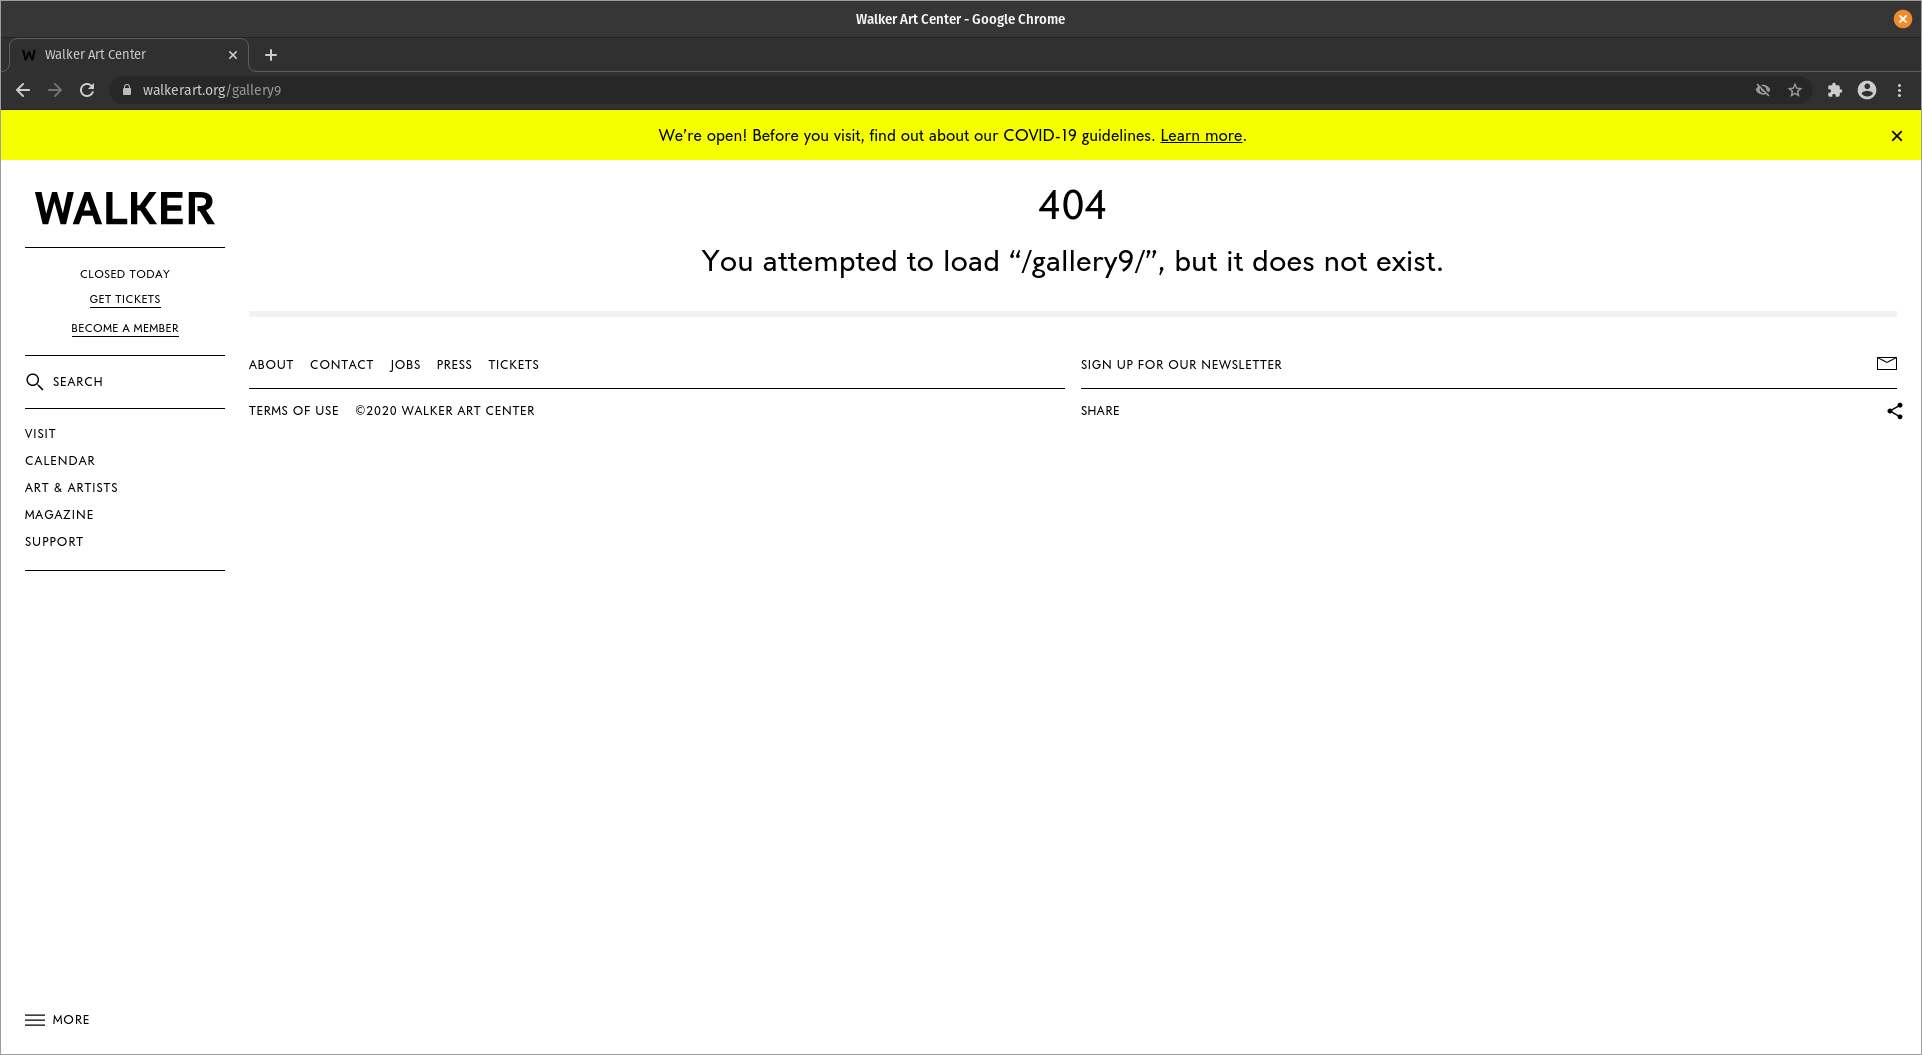 Walker Art Center - Google Chrome
Walker Art Center
walkerart.org/gallery9
We're open! Before you visit, find out about our COVID-19 guidelines. Learn more.
WALKER
CLOSED TODAY
GET TICKETS
BECOME A MEMBER
SEARCH
VISIT
CALENDAR
ART & ARTISTS
MAGAZINE
SUPPORT
MORE
404
You attempted to load “/gallery9/”, but it does not exist.
ABOUT CONTACT JOBS PRESS TICKETS
TERMS OF USE ©2020 WALKER ART CENTER
SIGN UP FOR OUR NEWSLETTER
SHARE